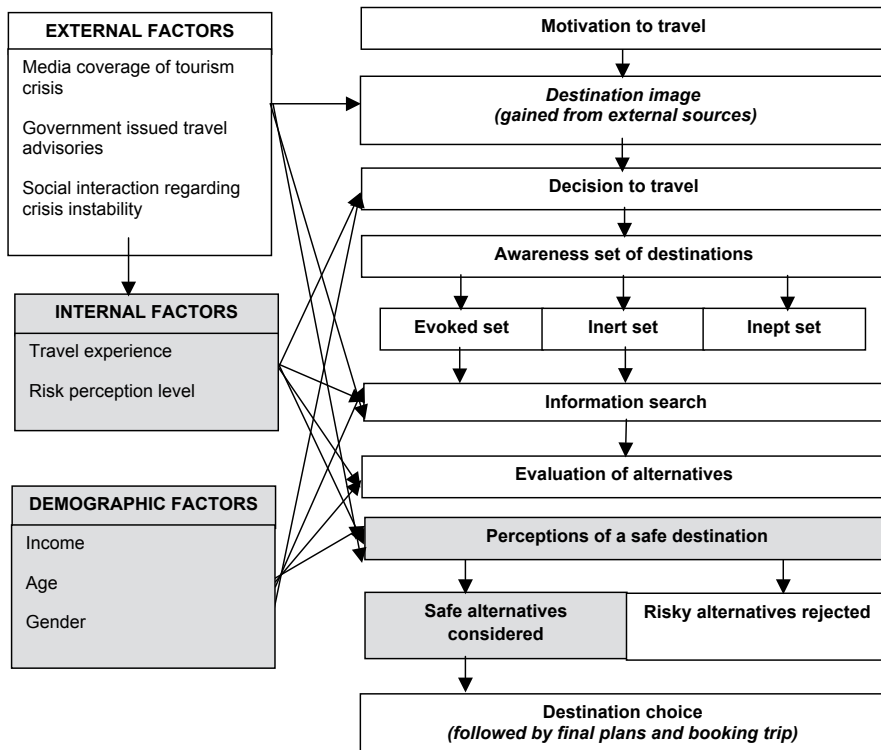 EXTERNAL FACTORS
Media coverage of tourism
crisis
Government issued travel
advisories
Social interaction regarding
crisis instability
INTERNAL FACTORS
Travel experience
Risk perception level
DEMOGRAPHIC FACTORS
Income
Age
Gender
Motivation to travel
Destination image
(gained from external sources)
Decision to travel
Awareness set of destinations
Evoked set
Inert set
Inept set
Information search
Evaluation of alternatives
Perceptions of a safe destination
Safe alternatives
considered
Risky alternatives rejected
Destination choice
(followed by final plans and booking trip)